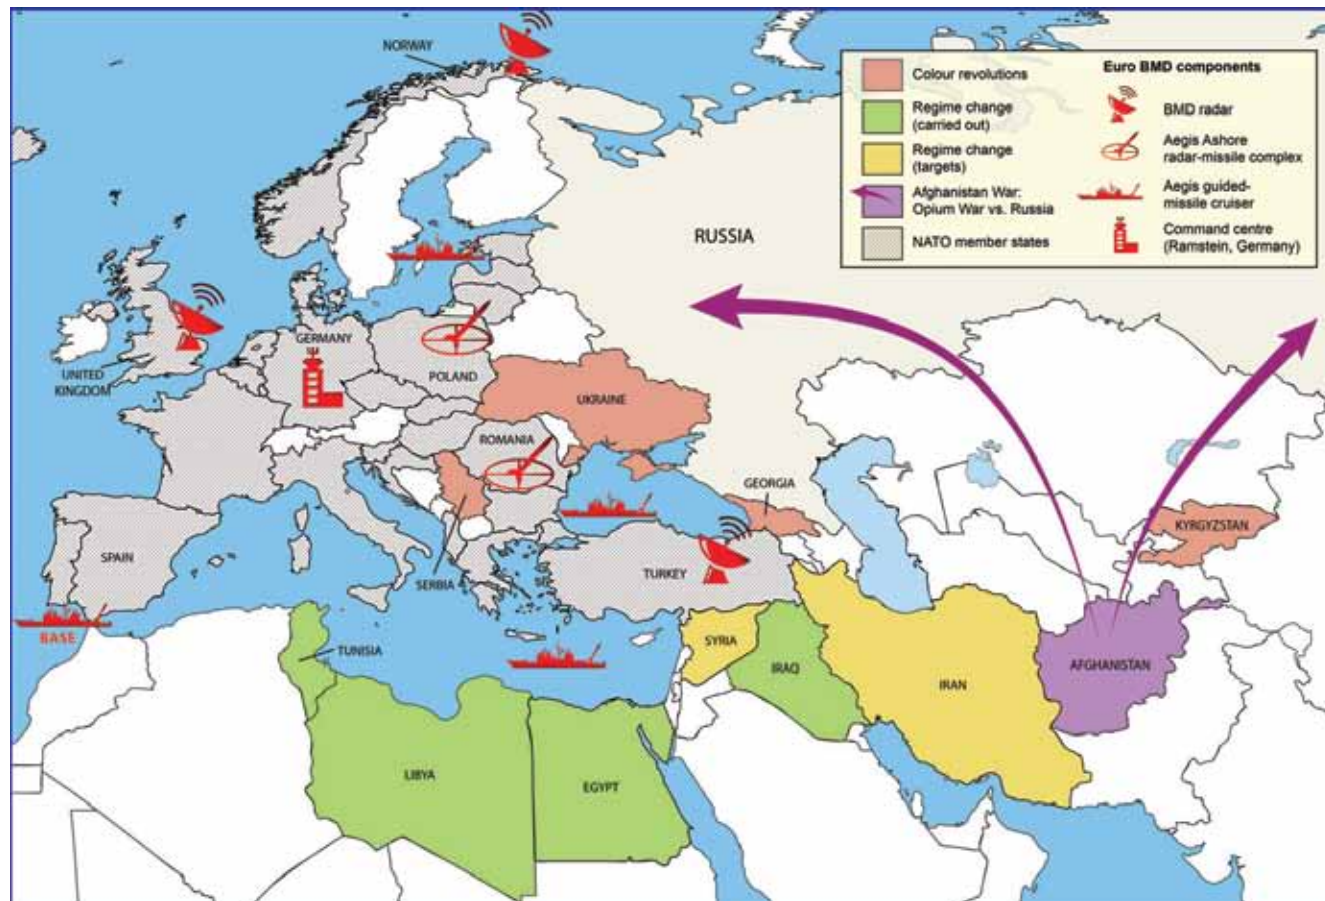 NORWAY
RUSSIA
UNITED
KINGDOM
GERMANY
POLAND
UKRAINE
ROMANIA
GEORGIA
KYRGYZSTAN
SPAIN
SERBIA
TURKEY
BASE
TUNISIA
SYRIA
IRAQ
IRAN
AFGHANISTAN
LIBYA
EGYPT
Colour revolutions
Regime change
(carried out)
Regime change
(targets)
Afghanistan War:
Opium War vs. Russia
NATO member states
Euro BMD components
BMD radar
Aegis Ashore
radar-missile complex
Aegis guided-
missile cruiser
Command centre
(Ramstein, Germany)